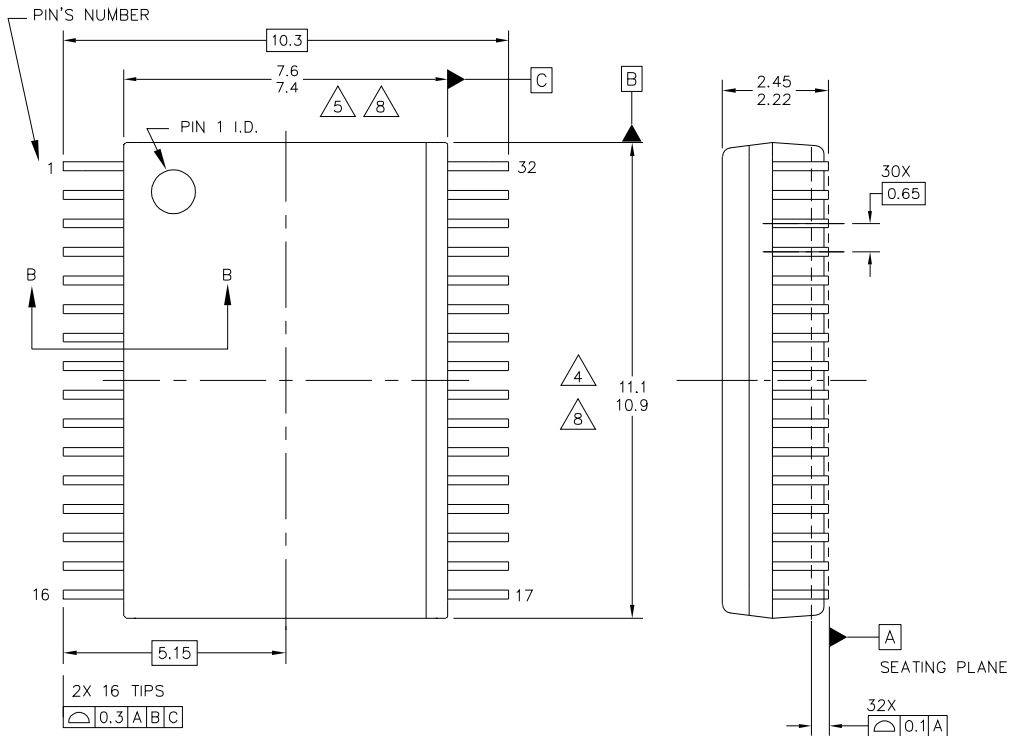 PIN'S NUMBER
10.3
7.6
7.4
5
8
C
B
2.45
2.22
PIN 1 I.D.
1
32
30X
0.65
B
B
4
8
11.1
10.9
16
17
5.15
A
SEATING PLANE
2X 16 TIPS
0.3 A B C
32X
0.1 A